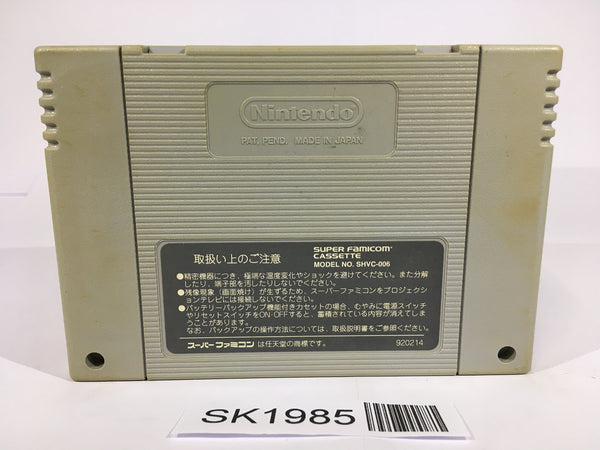 Nintendo
PAT. PEND. MADE IN JAPAN
取扱い上のご注意
SUPER FAMICOM
CASSETTE
MODEL NO. SHVC-006
●精密機器につき、極端な温度変化やショックを避けてください。また分解
したり、端子部を汚したりしないでください。
●残像現象（画面焼け）が生ずるため、スーパーファミコンをプロジェクシ
ョンテレビには接続しないでください。
●バッテリーバックアップ機能付きカセットの場合、むやみに電源スイッチ
やリセットスイッチをON・OFFすると、蓄積されている内容が消えてしま
うことがあります。
なお、バックアップの操作方法については、取扱説明書をご参照ください。
スーパーファミコン は任天堂の商標です。
920214
SK1985